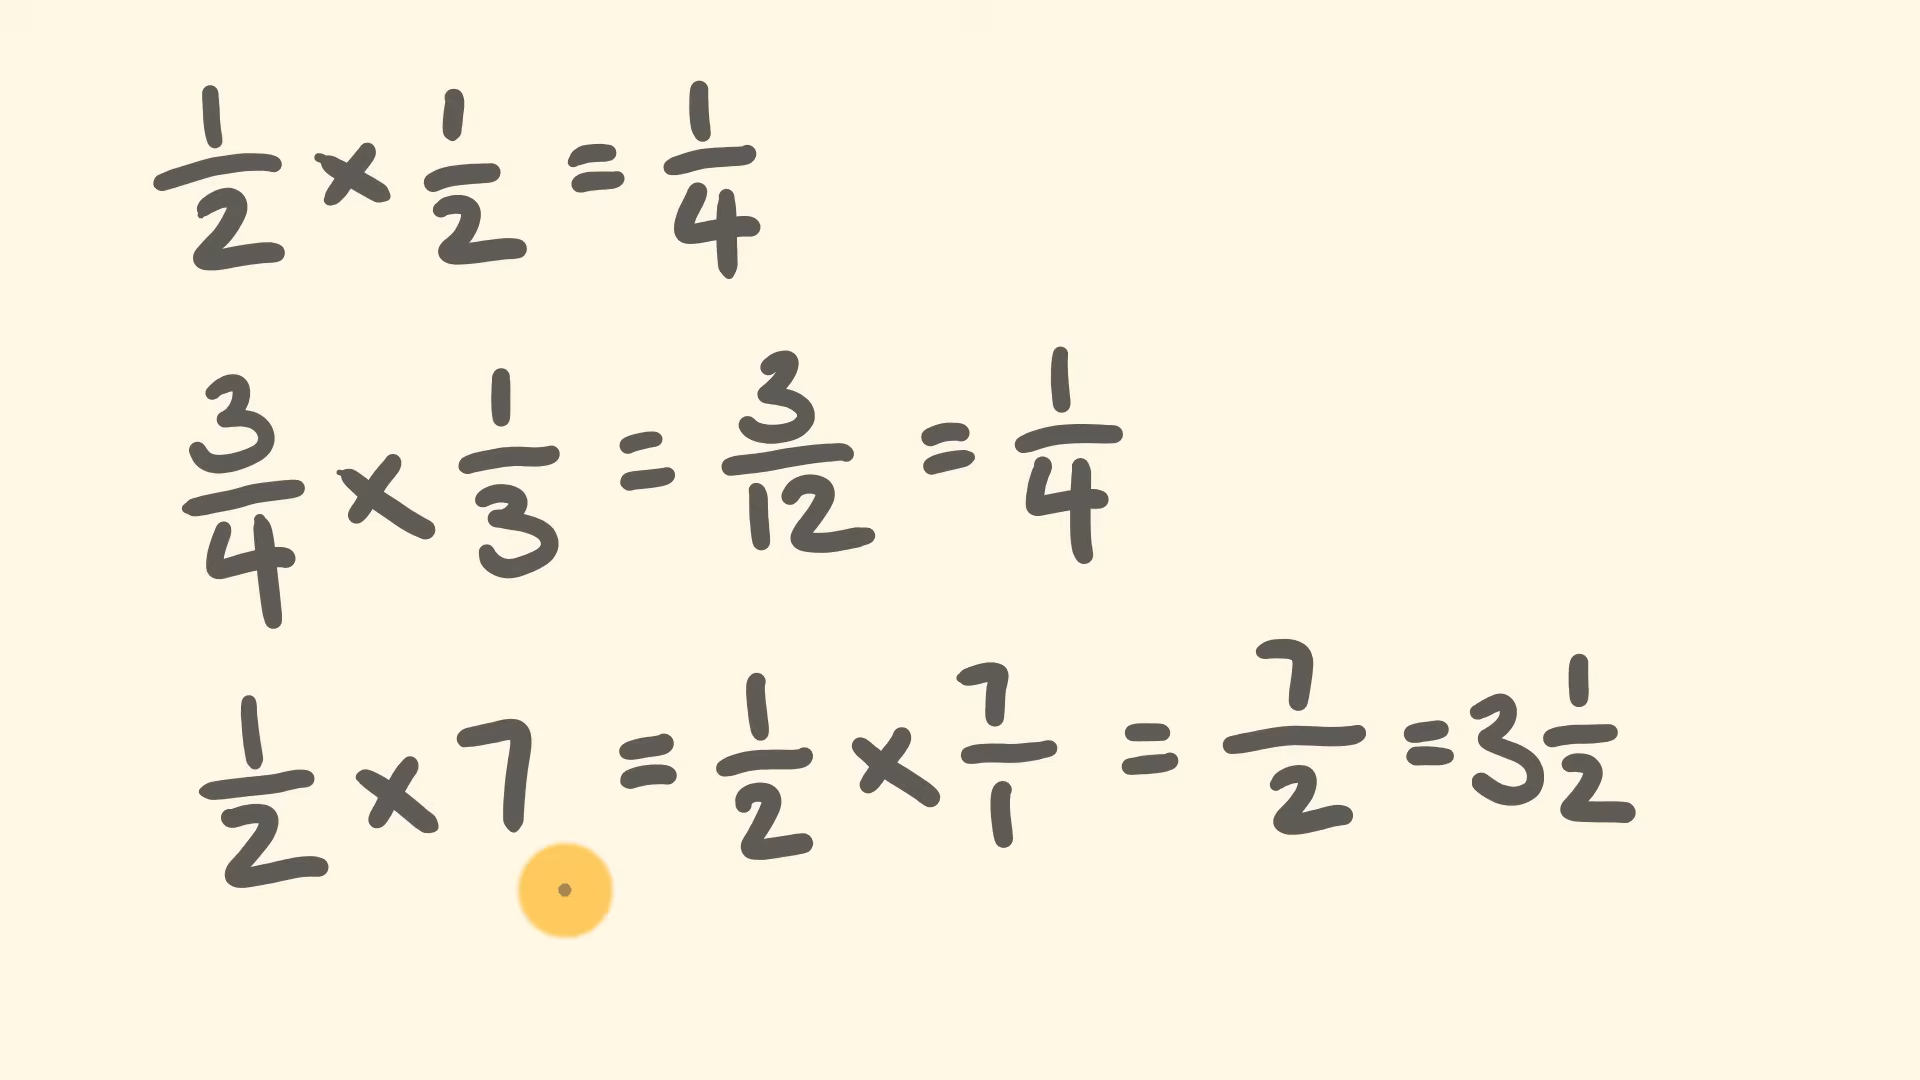 1/2 × 1/2 = 1/4
3/4 × 1/3 = 3/12 = 1/4
1/2 × 7 = 1/2 × 7/1 = 7/2 = 3 1/2